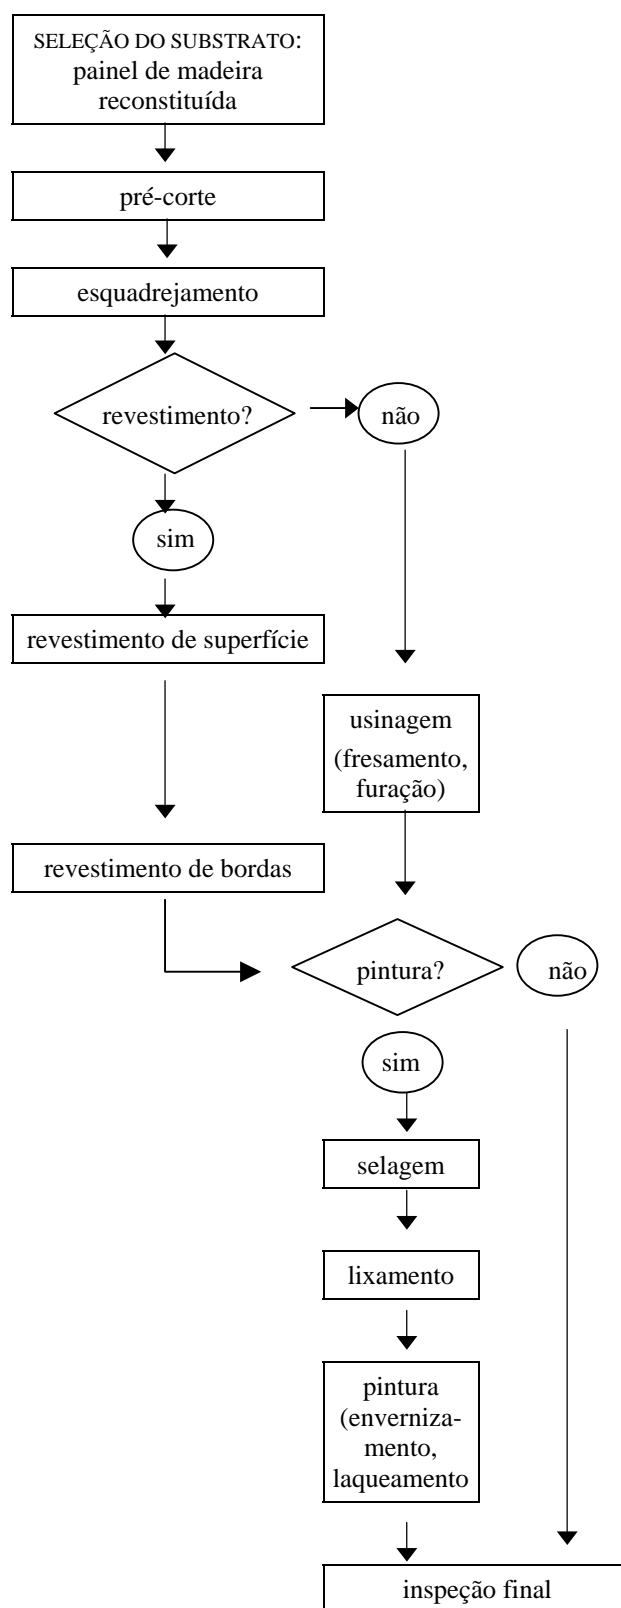 SELEÇÃO DO SUBSTRATO:
painel de madeira
reconstituída
pré-corte
esquadrejamento
revestimento?
não
sim
revestimento de superfície
usinagem
(fresamento,
furação)
revestimento de bordas
pintura?
não
sim
selagem
lixamento
pintura
(enverniza-
mento,
laqueamento
inspeção final